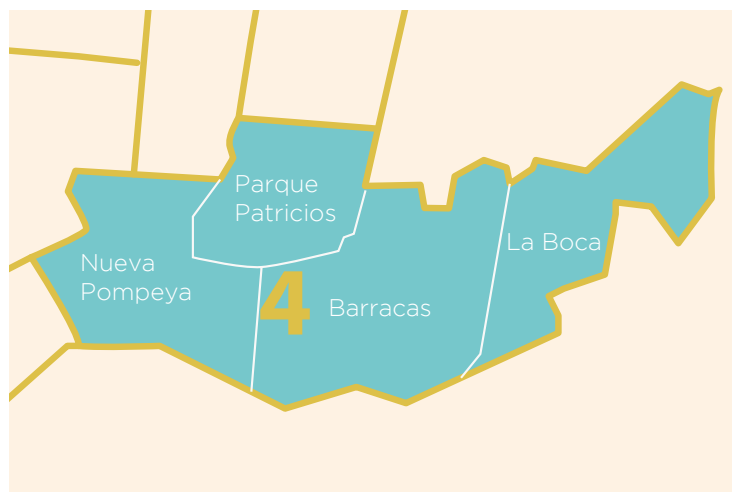 Parque
Patricios
La Boca
Nueva
Pompeya
4
Barracas